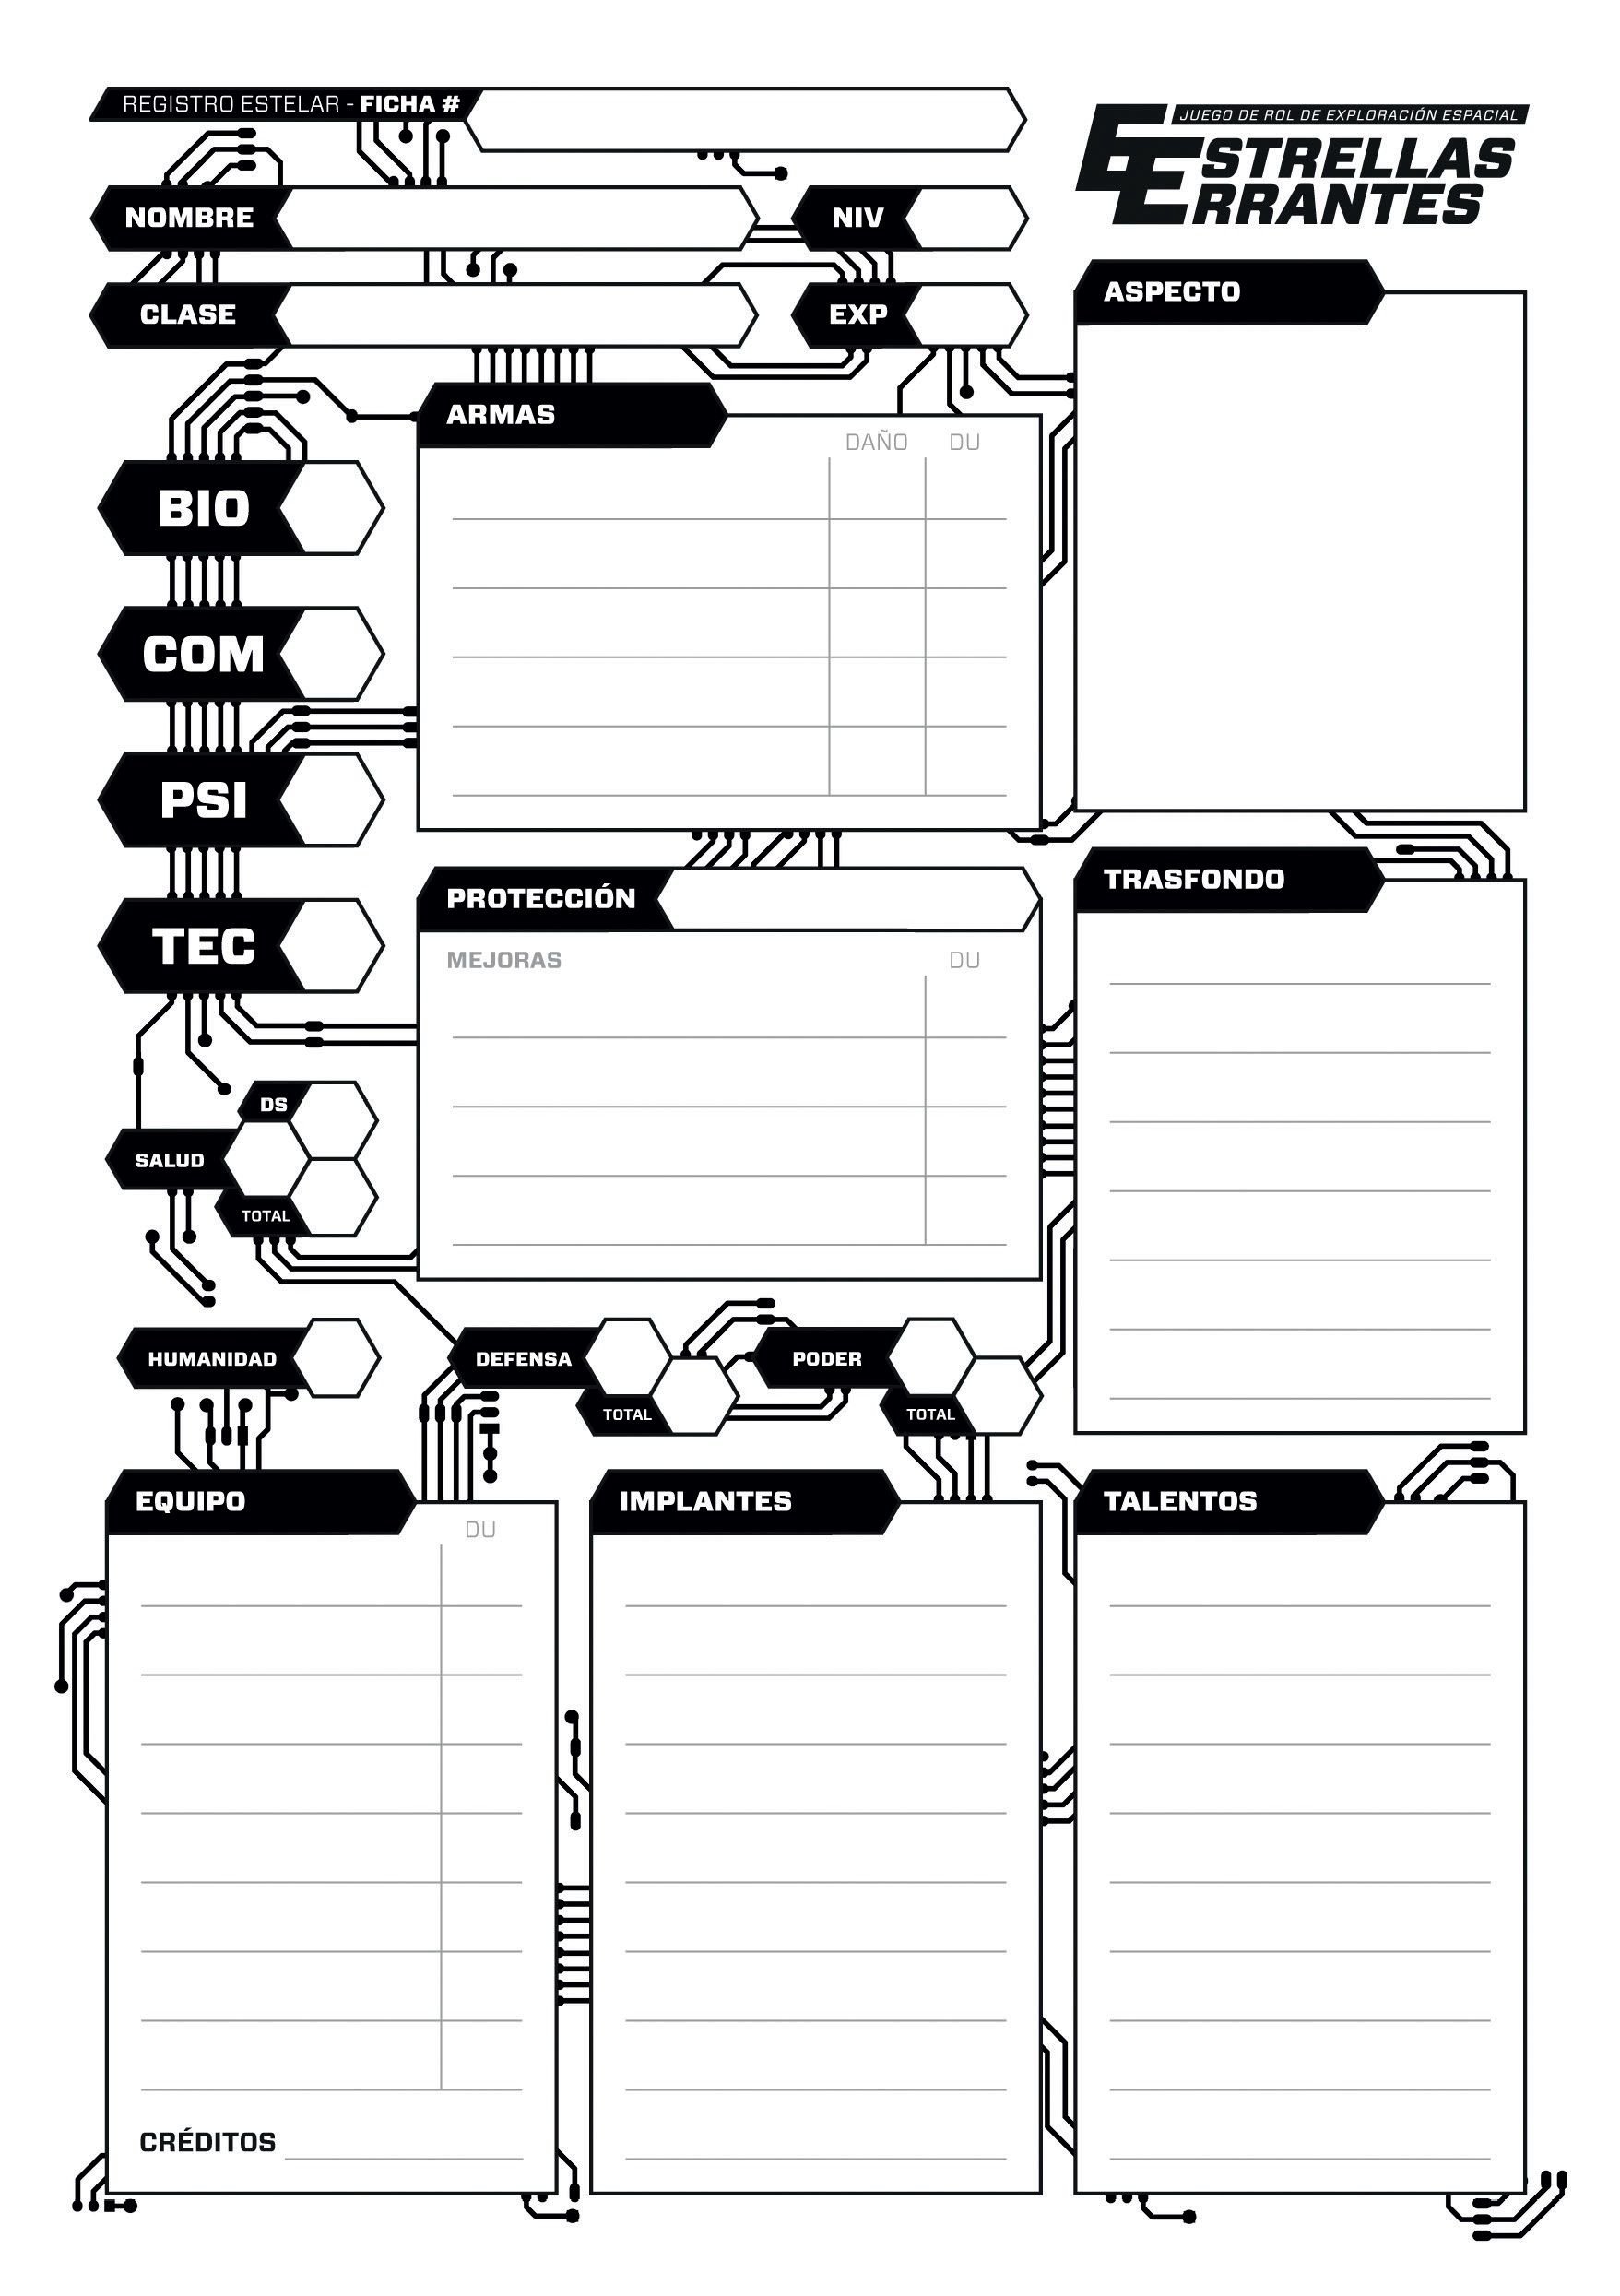 REGISTRO ESTELAR - FICHA #
JUEGO DE ROL DE EXPLORACIÓN ESPACIAL
ESTRELLAS
ERRANTES
NOMBRE
NIV
CLASE
EXP
ASPECTO
ARMAS
DAÑO DU
BIO
COM
PSI
TEC
PROTECCIÓN
MEJORAS DU
TRASFONDO
DS
SALUD
TOTAL
HUMANIDAD
DEFENSA
TOTAL
PODER
TOTAL
EQUIPO
DU
CRÉDITOS
IMPLANTES
TALENTOS